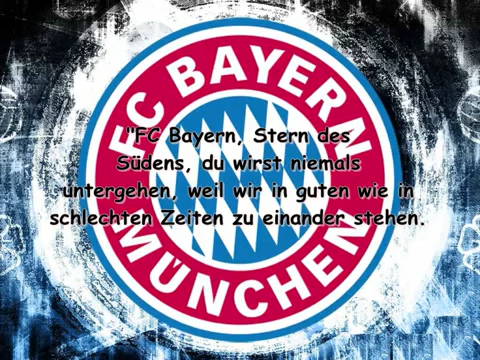 FC BAYERN
"FC Bayern, Stern des
Südens, du wirst niemals
untergehen, weil wir in guten wie in
schlechten Zeiten zu einander stehen.
MÜNCHEN